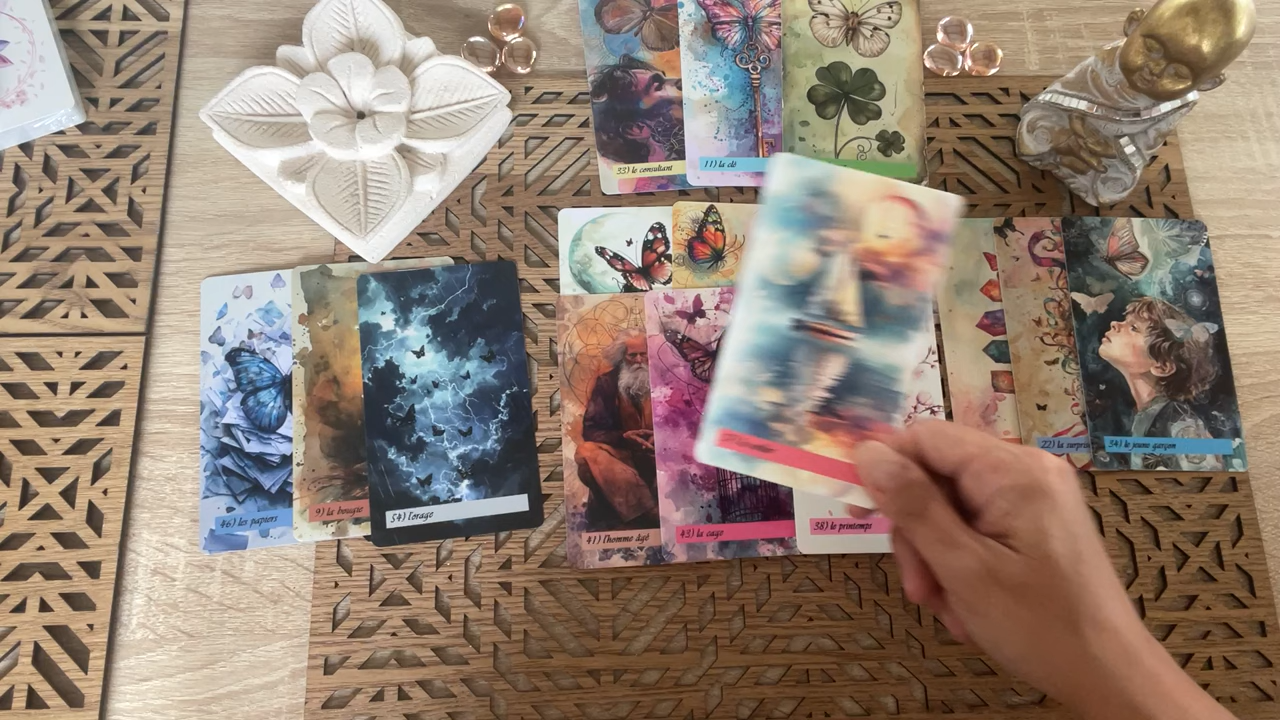 33) le consultant
11) la clé
46) les papiers
9) la bougie
54) l'orage
41) l'homme âgé
43) la cage
38) le printemps
22) la surpris
34) le jeune garçon